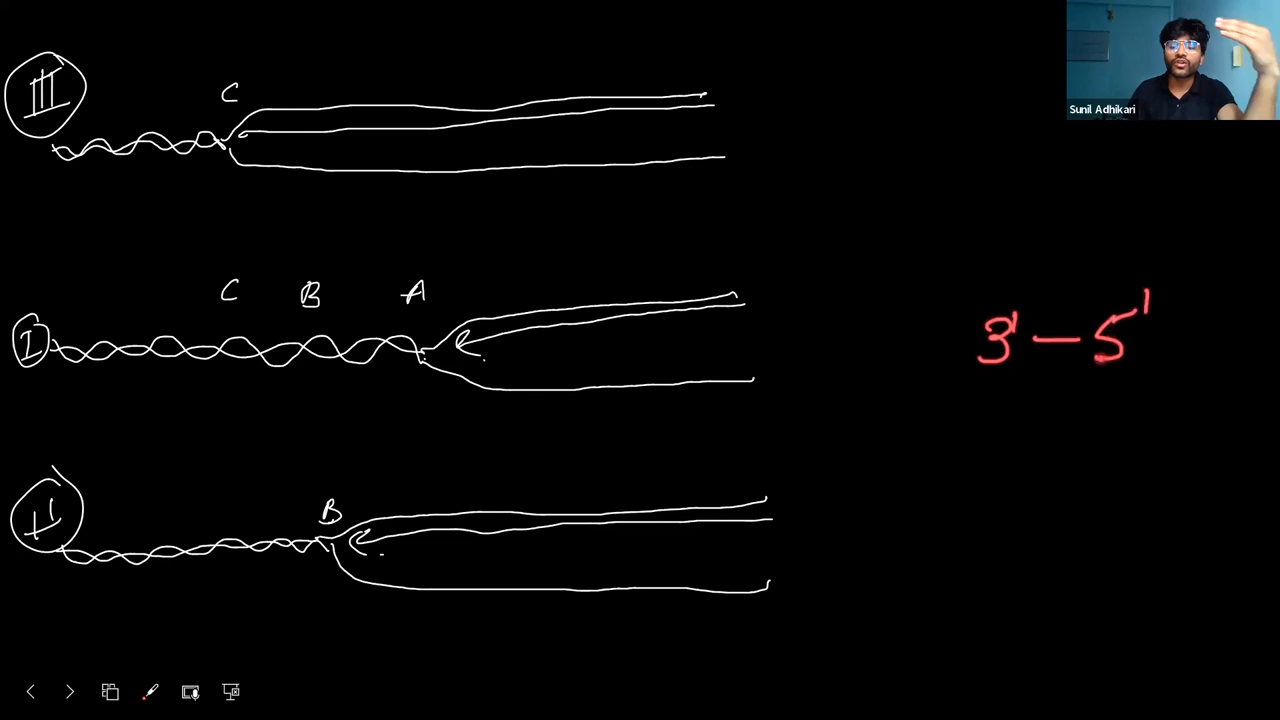 Sunil Adhikari
III
C
C B A
I
3' — 5'
II
B